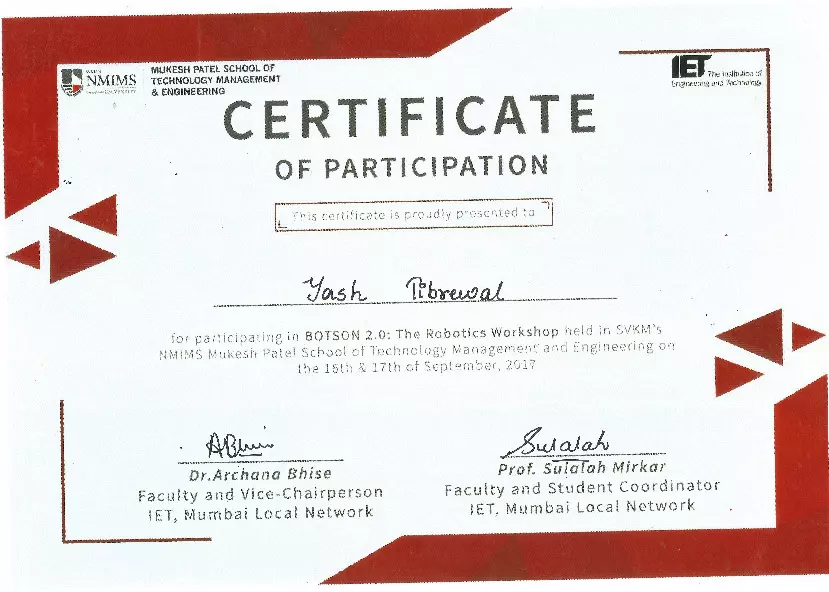 SVKM'S
NMIMS
MUKESH PATEL SCHOOL OF
TECHNOLOGY MANAGEMENT
& ENGINEERING
IET The Institution of
Engineering and Technology
CERTIFICATE
OF PARTICIPATION
This certificate is proudly presented to
Yash Tibrewal
for participating in BOTSON 2.0: The Robotics Workshop held in SVKM's
NMIMS Mukesh Patel School of Technology Management and Engineering on
the 16th & 17th of September, 2017
ABhise
Sulalah
Dr.Archana Bhise
Prof. Sulalah Mirkar
Faculty and Vice-Chairperson
Faculty and Student Coordinator
IET, Mumbai Local Network
IET, Mumbai Local Network